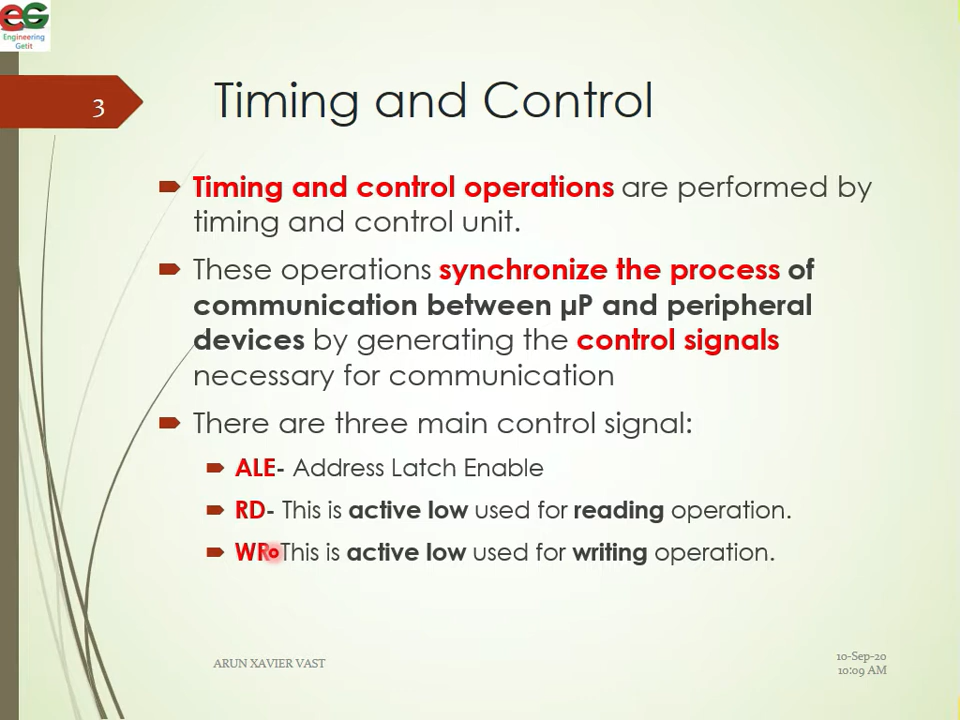 EG
Engineering
Getit
3
Timing and Control
Timing and control operations are performed by
timing and control unit.
These operations synchronize the process of
communication between µP and peripheral
devices by generating the control signals
necessary for communication
There are three main control signal:
ALE- Address Latch Enable
RD- This is active low used for reading operation.
WR This is active low used for writing operation.
ARUN XAVIER VAST
10-Sep-20
10:09 AM